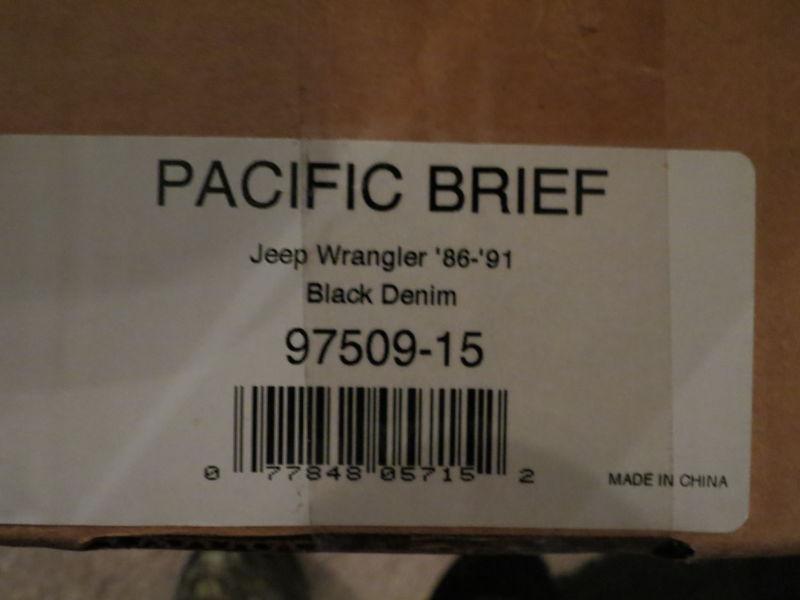 PACIFIC BRIEF
Jeep Wrangler '86-'91
Black Denim
97509-15
0 77848 05715 2
MADE IN CHINA